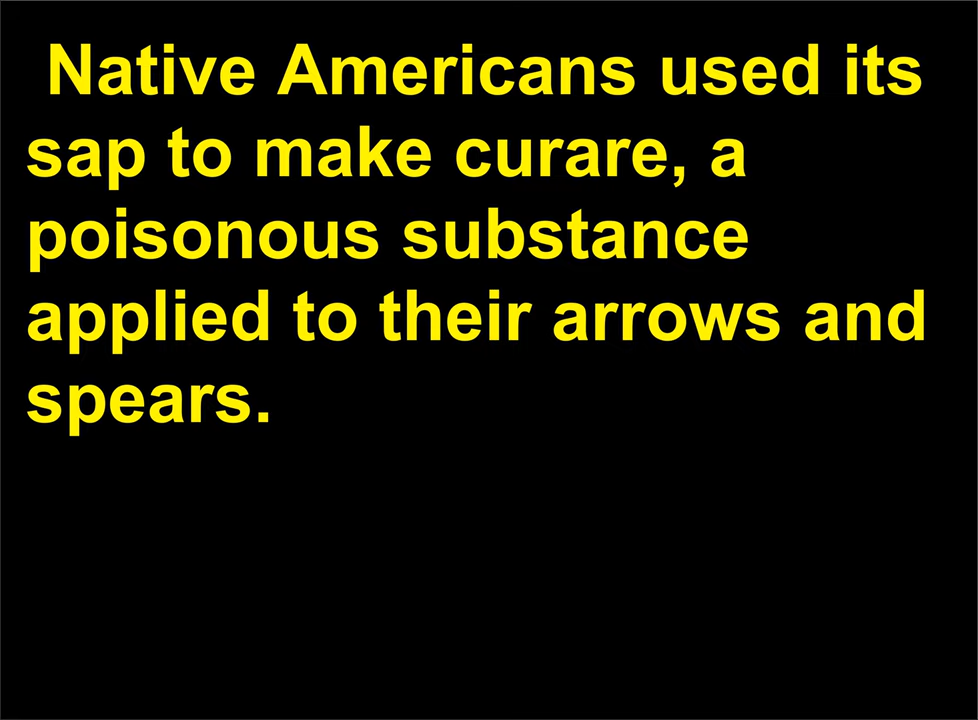 Native Americans used its
sap to make curare, a
poisonous substance
applied to their arrows and
spears.